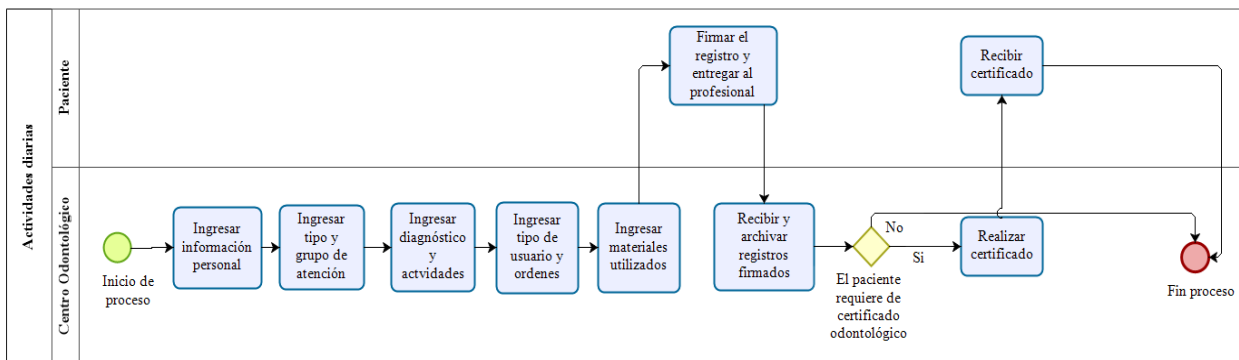 Actividades diarias
Paciente
Firmar el
registro y
entregar al
profesional
Recibir
certificado
Centro Odontológico
Inicio de
proceso
Ingresar
información
personal
Ingresar
tipo y
grupo de
atención
Ingresar
diagnóstico
y
actvidades
Ingresar
tipo de
usuario y
ordenes
Ingresar
materiales
utilizados
Recibir y
archivar
registros
firmados
No
Si
El paciente
requiere de
certificado
odontológico
Realizar
certificado
Fin proceso